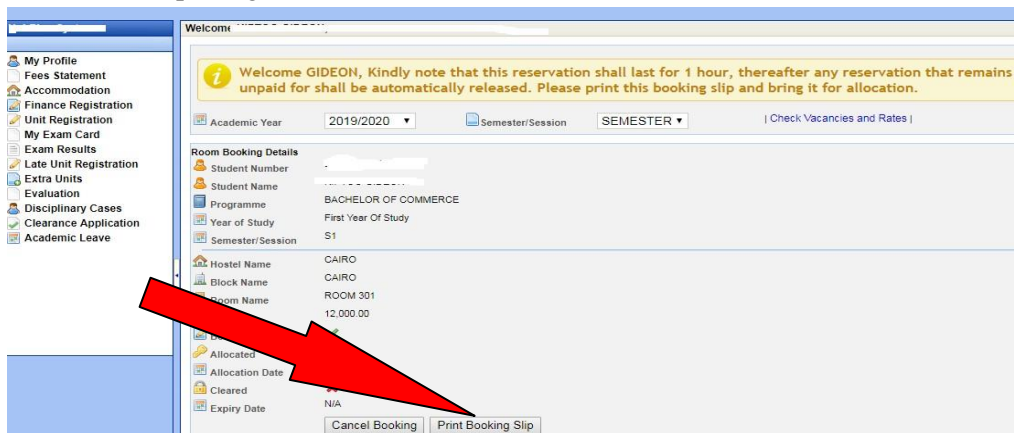 Welcome
My Profile
Fees Statement
Accommodation
Finance Registration
Unit Registration
My Exam Card
Exam Results
Late Unit Registration
Extra Units
Evaluation
Disciplinary Cases
Clearance Application
Academic Leave
Welcome GIDEON, Kindly note that this reservation shall last for 1 hour, thereafter any reservation that remains
unpaid for shall be automatically released. Please print this booking slip and bring it for allocation.
Academic Year 2019/2020 Semester/Session SEMESTER | Check Vacancies and Rates |
Room Booking Details
Student Number
Student Name
Programme BACHELOR OF COMMERCE
Year of Study First Year Of Study
Semester/Session S1
Hostel Name CAIRO
Block Name CAIRO
Room Name ROOM 301
12,000.00
Allocated
Allocation Date
Cleared
Expiry Date N/A
Cancel Booking Print Booking Slip